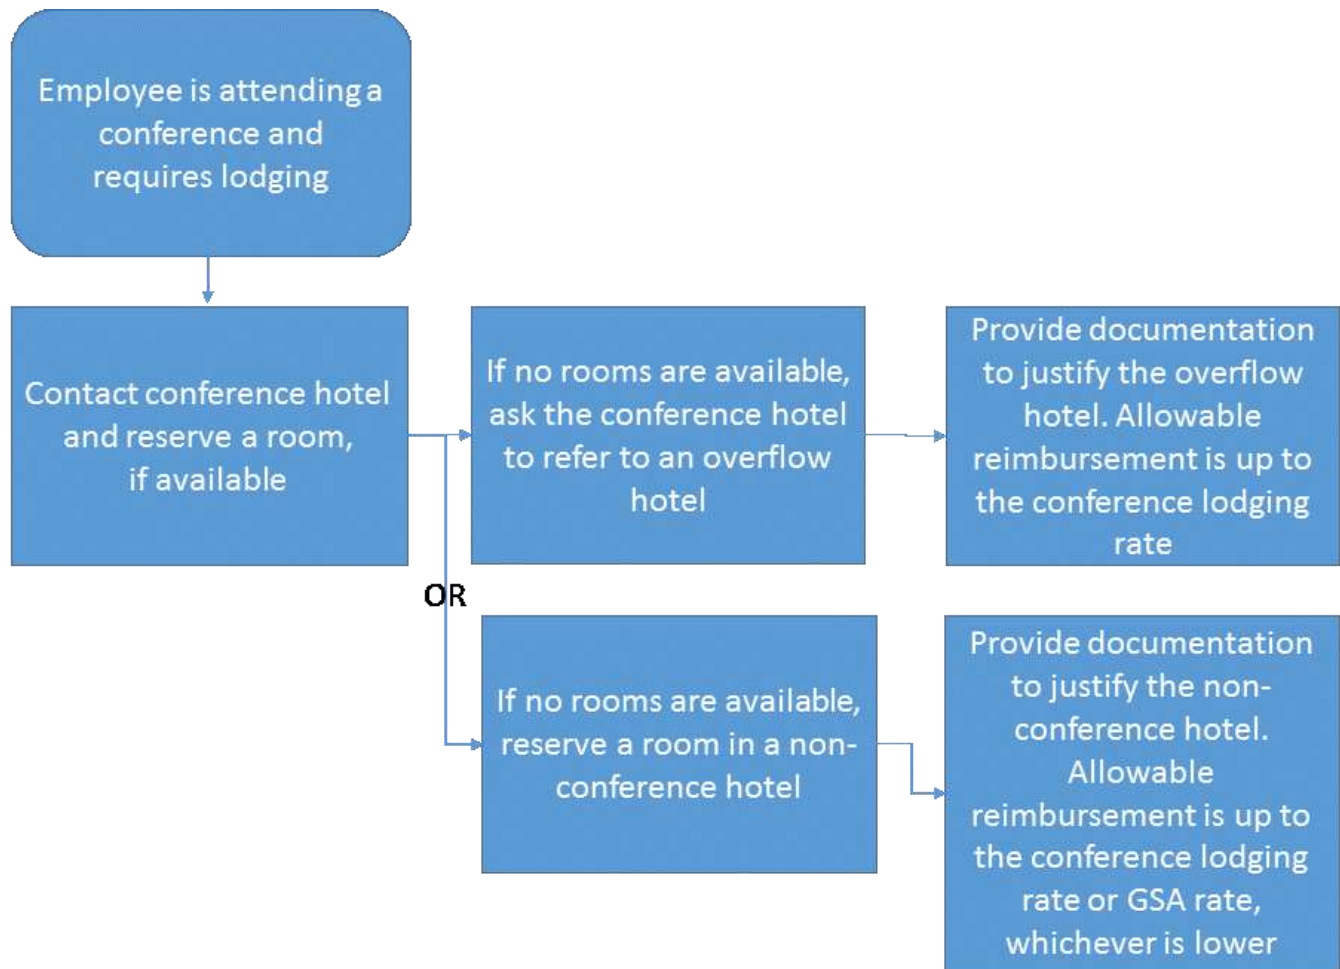 Employee is attending a
conference and
requires lodging
Contact conference hotel
and reserve a room,
if available
If no rooms are available,
ask the conference hotel
to refer to an overflow
hotel
Provide documentation
to justify the overflow
hotel. Allowable
reimbursement is up to
the conference lodging
rate
OR
If no rooms are available,
reserve a room in a non-
conference hotel
Provide documentation
to justify the non-
conference hotel.
Allowable
reimbursement is up to
the conference lodging
rate or GSA rate,
whichever is lower